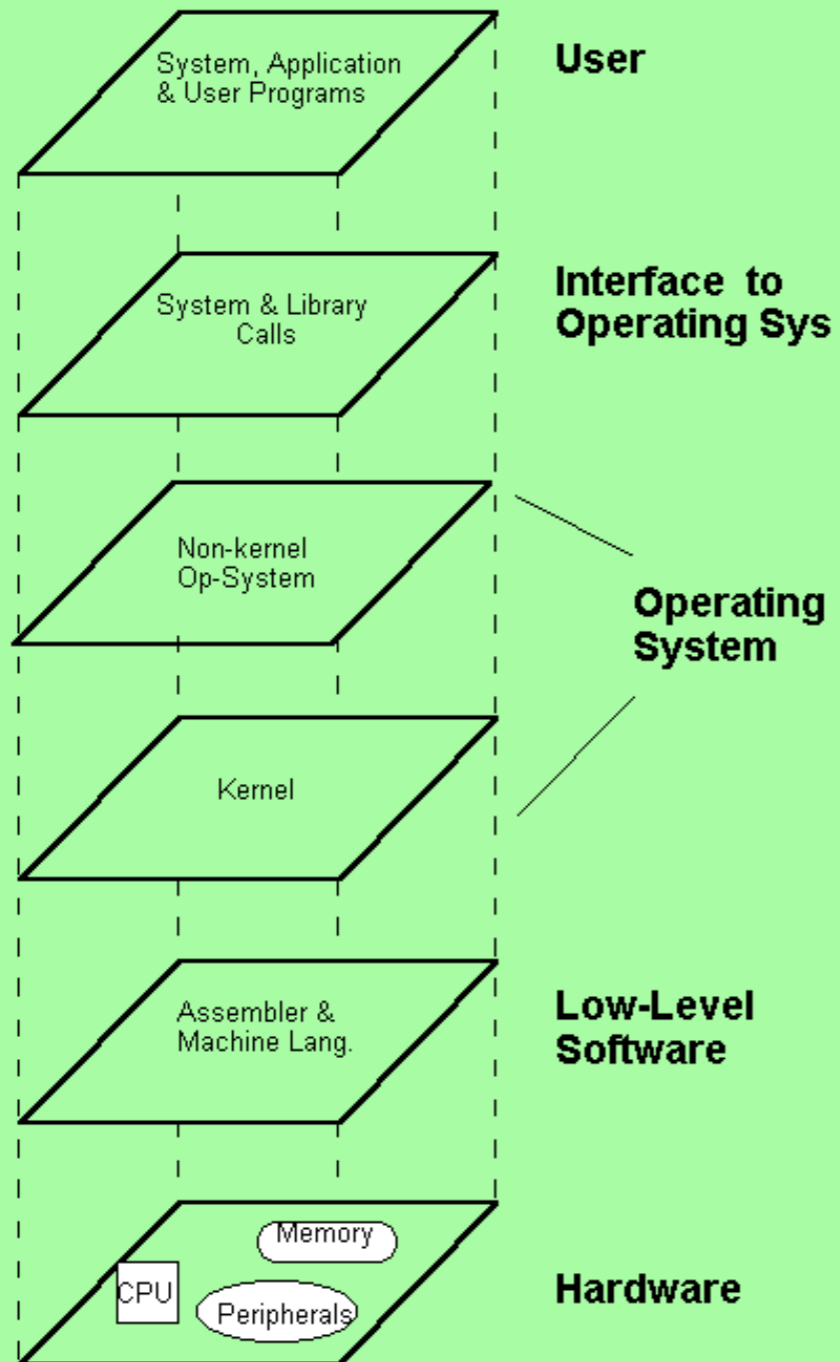 System, Application
& User Programs
User
System & Library
Calls
Interface to
Operating Sys
Non-kernel
Op-System
Operating
System
Kernel
Assembler &
Machine Lang.
Low-Level
Software
Memory
CPU
Peripherals
Hardware